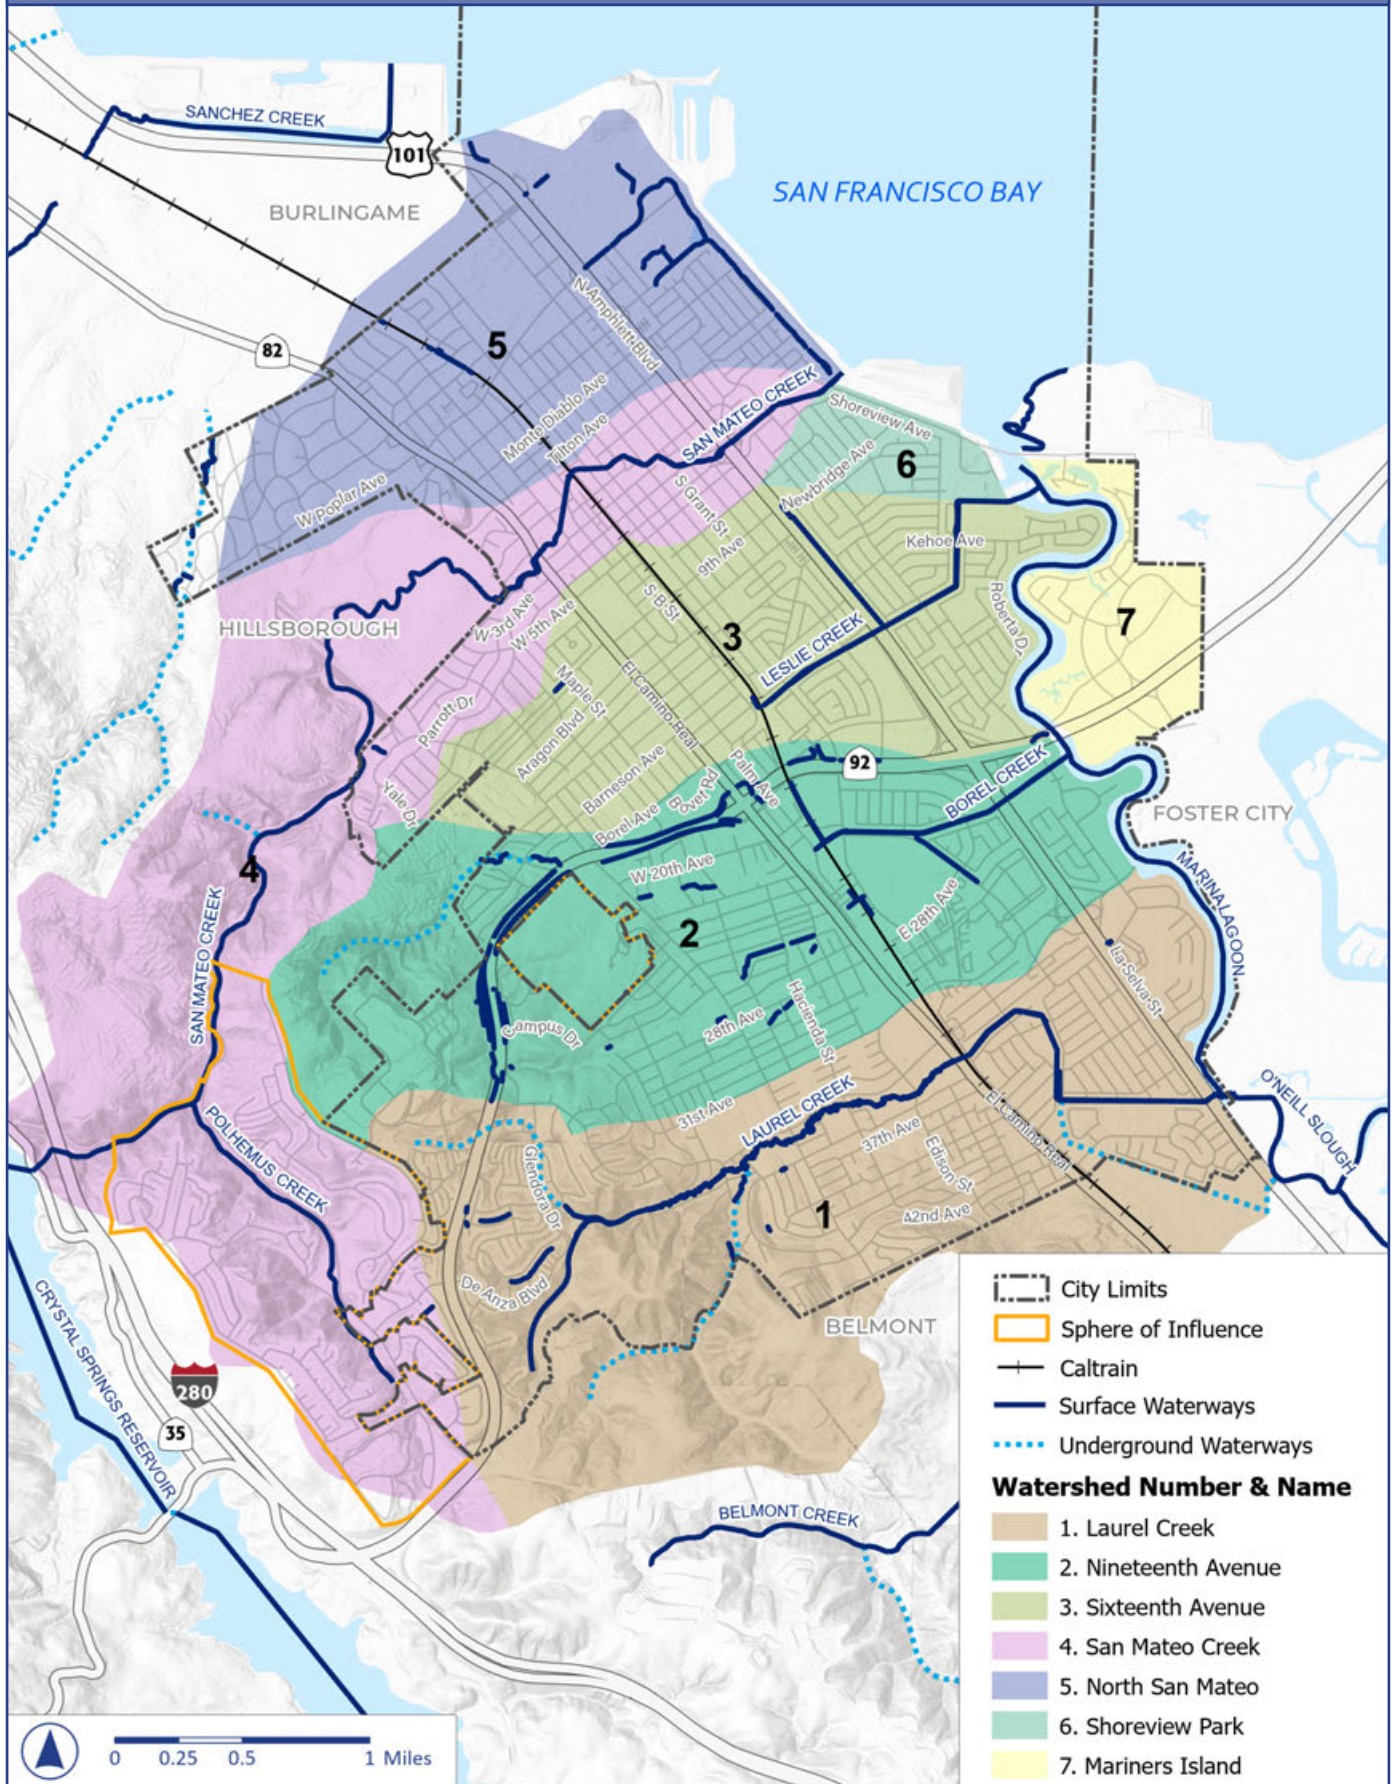 SANCHEZ CREEK
101
BURLINGAME
SAN FRANCISCO BAY
N Amphlett Blvd
5
82
Monte Diablo Ave
Tilton Ave
SAN MATEO CREEK
Shoreview Ave
6
Newbridge Ave
W Poplar Ave
S Grant St
9th Ave
Kehoe Ave
HILLSBOROUGH
W 3rd Ave
W 5th Ave
S B St
3
Roberta Dr
7
LESLIE CREEK
Maple St
El Camino Real
Parrott Dr
Aragon Blvd
Barneson Ave
Palm Ave
92
Yale Dr
Borel Ave
Bovet Rd
BOREL CREEK
FOSTER CITY
4
W 20th Ave
SAN MATEO CREEK
2
E 28th Ave
MARINA LAGOON
La Selva St
Campus Dr
28th Ave
Hacienda St
POLHEMUS CREEK
31st Ave
LAUREL CREEK
El Camino Real
O'NEILL SLOUGH
Glendora Dr
37th Ave
Edison St
1
42nd Ave
De Anza Blvd
CRYSTAL SPRINGS RESERVOIR
BELMONT
280
35
BELMONT CREEK
City Limits
Sphere of Influence
Caltrain
Surface Waterways
Underground Waterways
Watershed Number & Name
1. Laurel Creek
2. Nineteenth Avenue
3. Sixteenth Avenue
4. San Mateo Creek
5. North San Mateo
6. Shoreview Park
7. Mariners Island
0 0.25 0.5 1 Miles